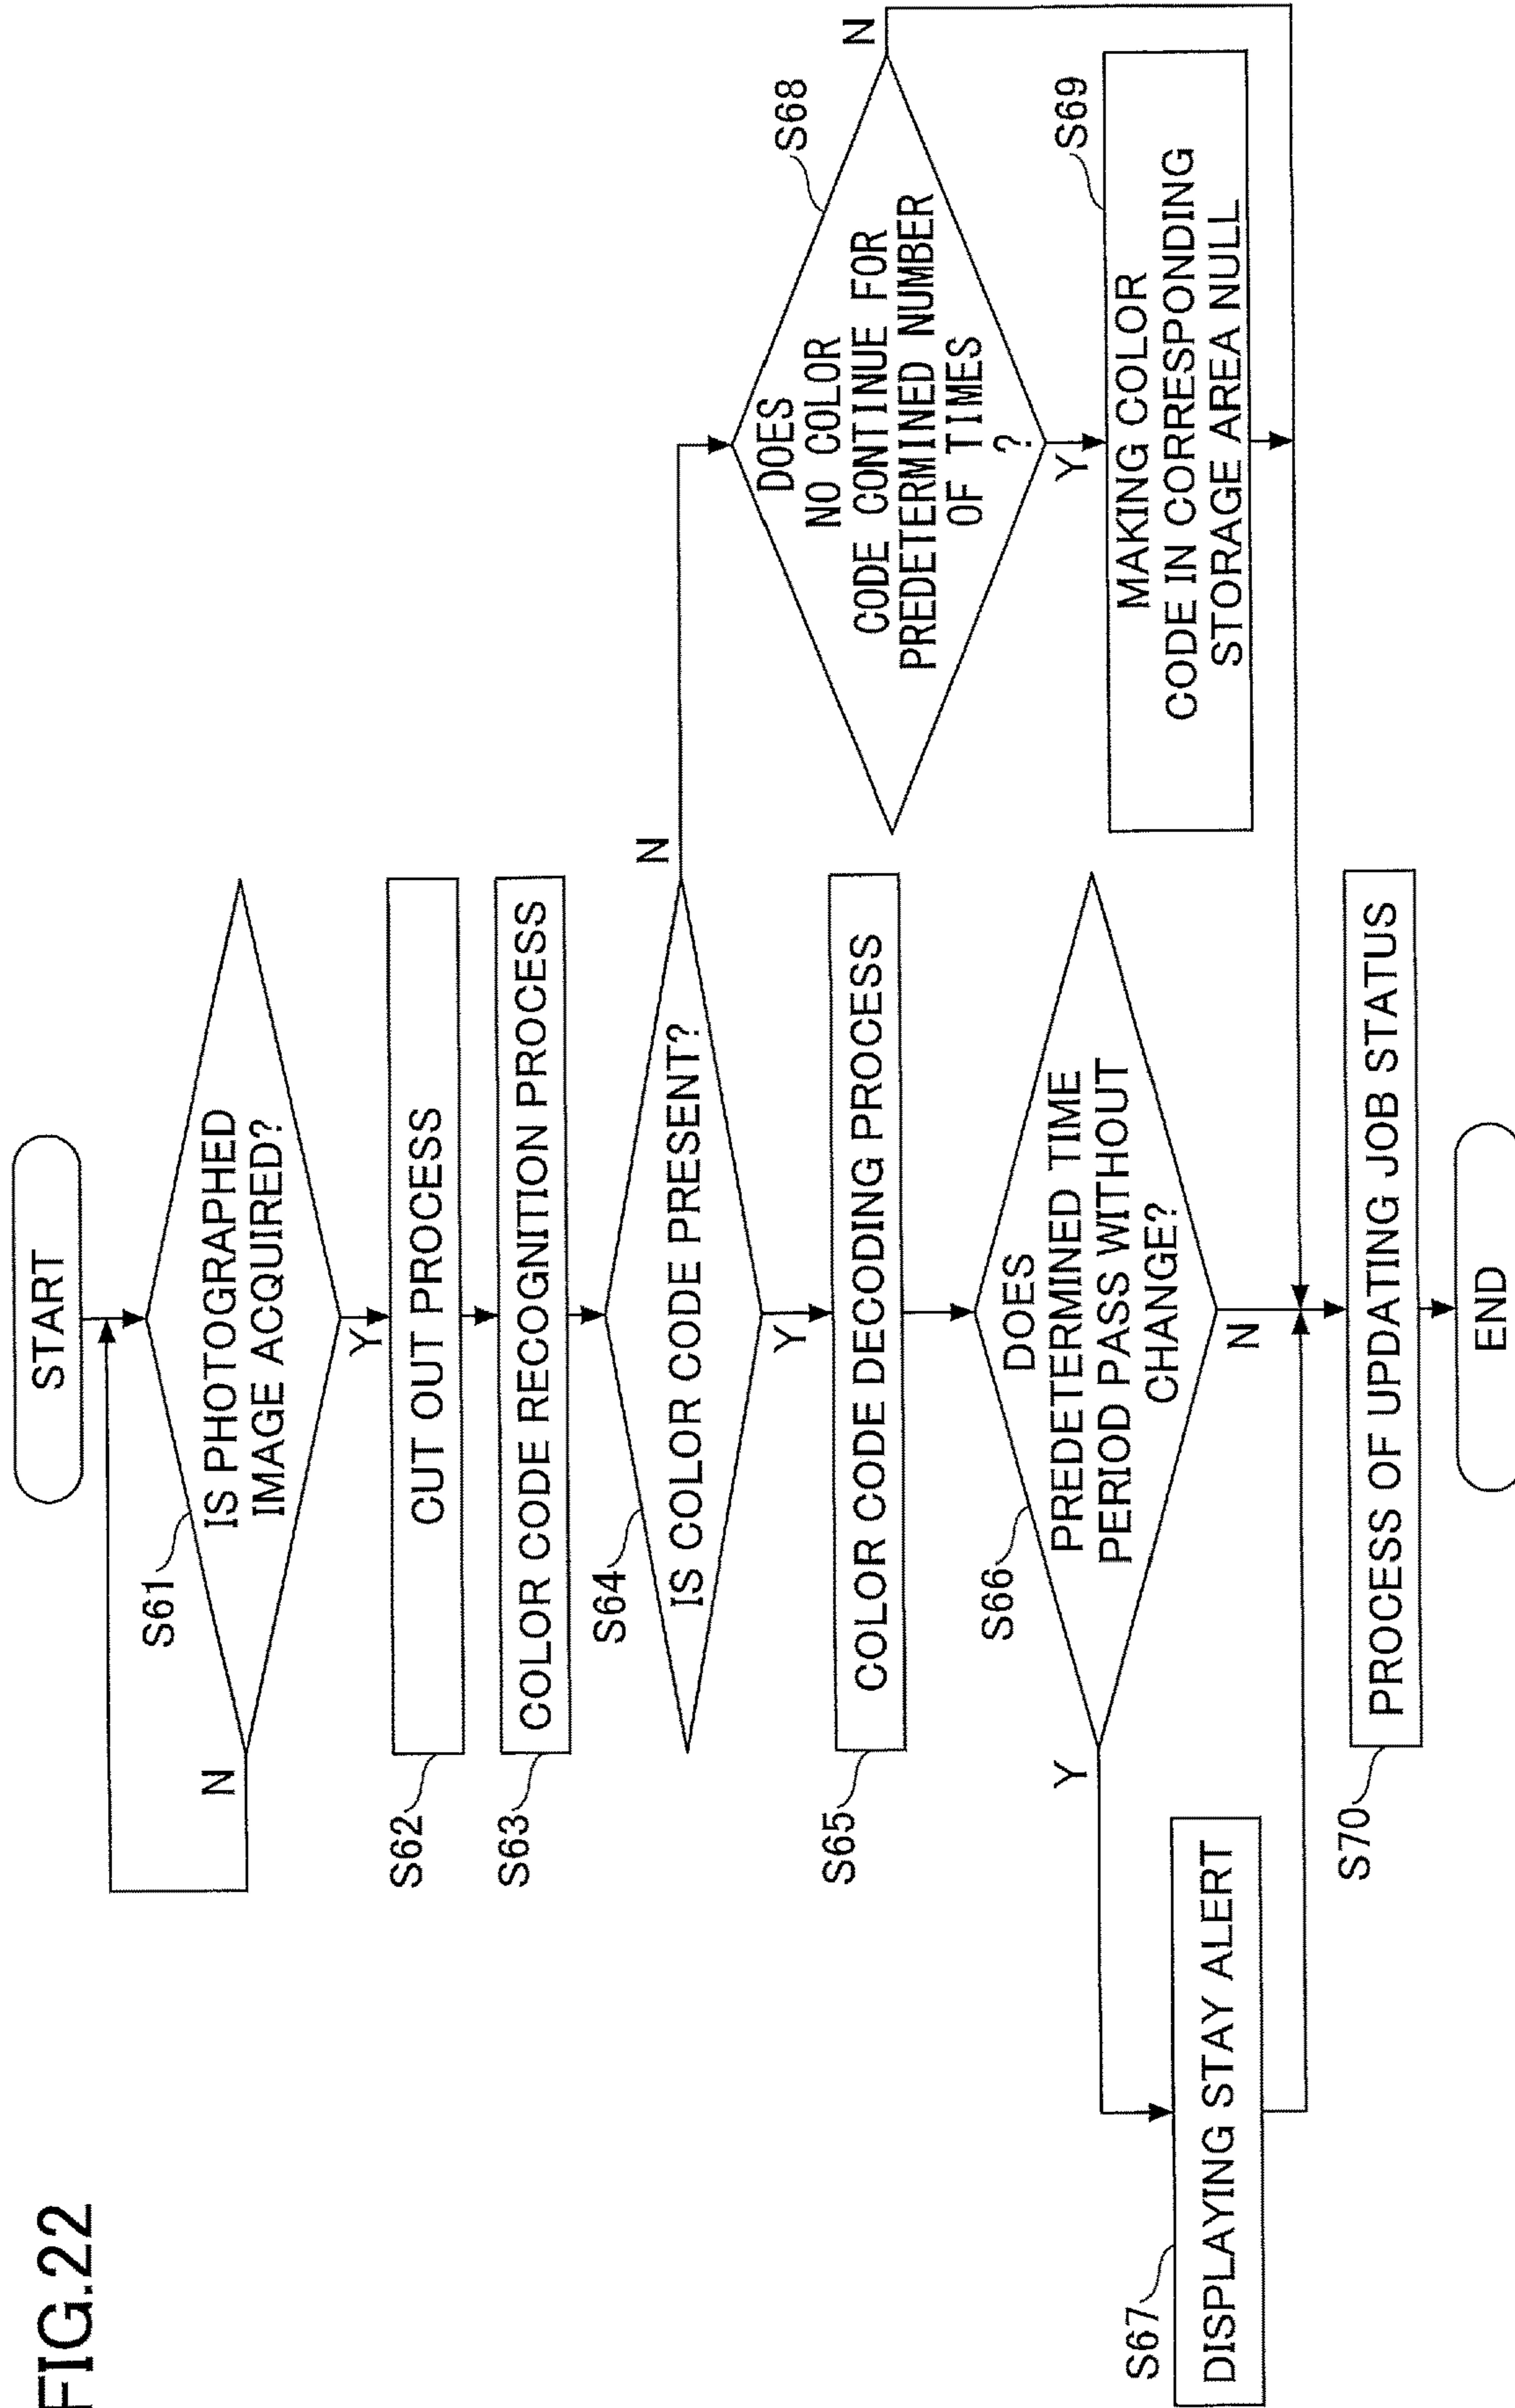 FIG.22
START
S61
IS PHOTOGRAPHED
IMAGE ACQUIRED?
N
Y
S62
CUT OUT PROCESS
S63
COLOR CODE RECOGNITION PROCESS
S64
IS COLOR CODE PRESENT?
N
Y
S65
COLOR CODE DECODING PROCESS
S66
DOES
PREDETERMINED TIME
PERIOD PASS WITHOUT
CHANGE?
Y
N
S67
DISPLAYING STAY ALERT
S68
DOES
NO COLOR
CODE CONTINUE FOR
PREDETERMINED NUMBER
OF TIMES
?
N
Y
S69
MAKING COLOR
CODE IN CORRESPONDING
STORAGE AREA NULL
S70
PROCESS OF UPDATING JOB STATUS
END